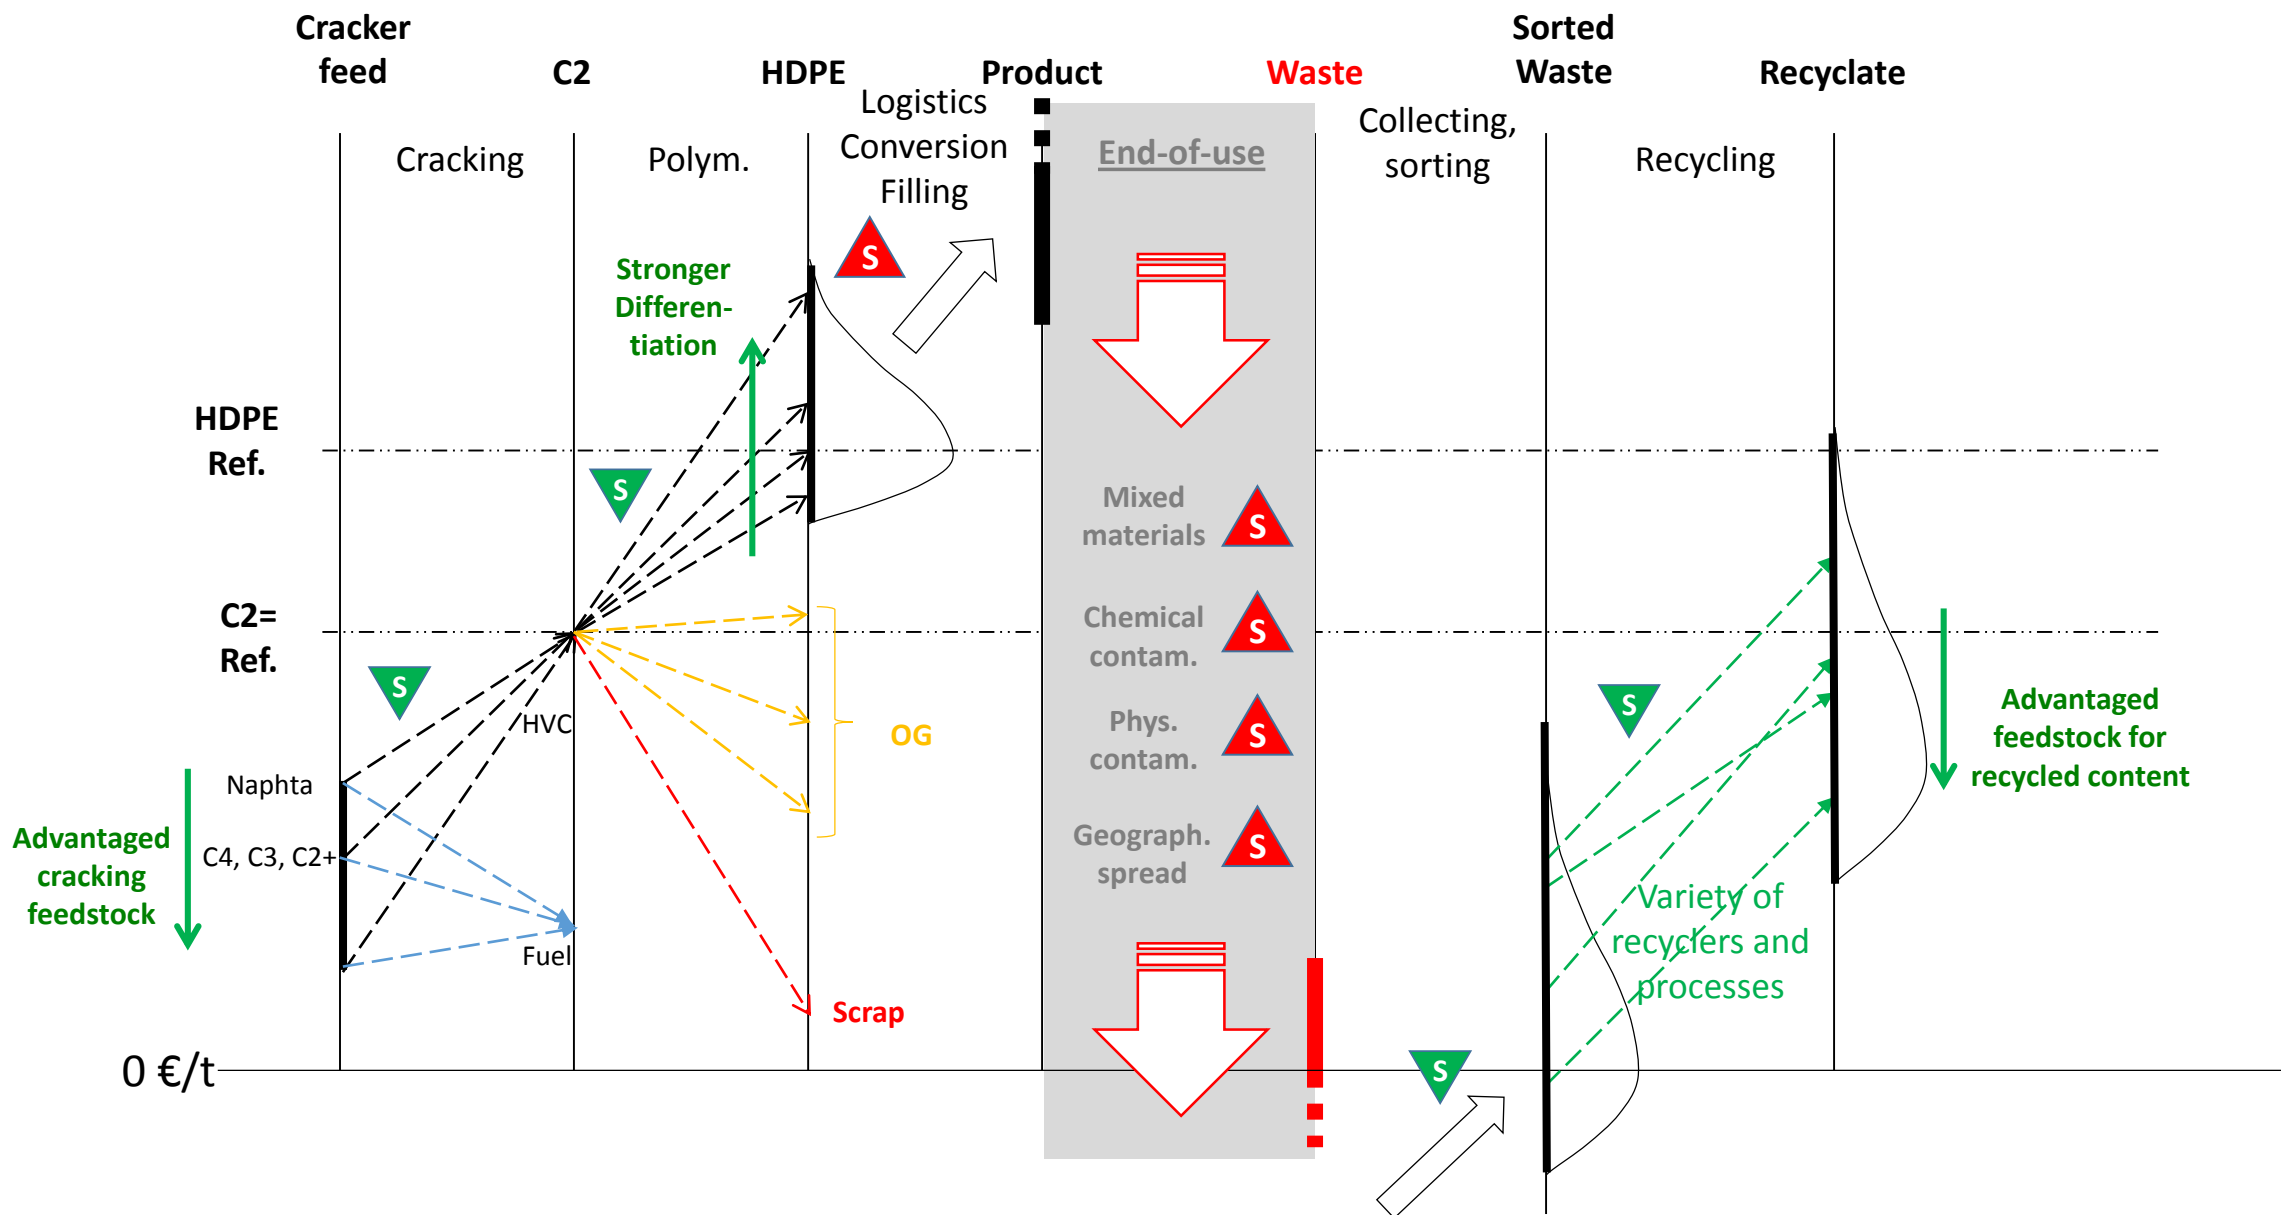 Cracker
feed
C2
HDPE
Product
Waste
Sorted
Waste
Recyclate
Cracking
Polym.
Logistics
Conversion
Filling
End-of-use
Collecting,
sorting
Recycling
S
Stronger
Differen-
tiation
HDPE
Ref.
S
Mixed
materials
S
C2=
Ref.
S
Chemical
contam.
S
HVC
OG
Phys.
contam.
S
S
Advantaged
feedstock for
recycled content
Naphta
C4, C3, C2+
Advantaged
cracking
feedstock
Geograph.
spread
S
Fuel
Scrap
Variety of
recyclers and
processes
0 €/t
S